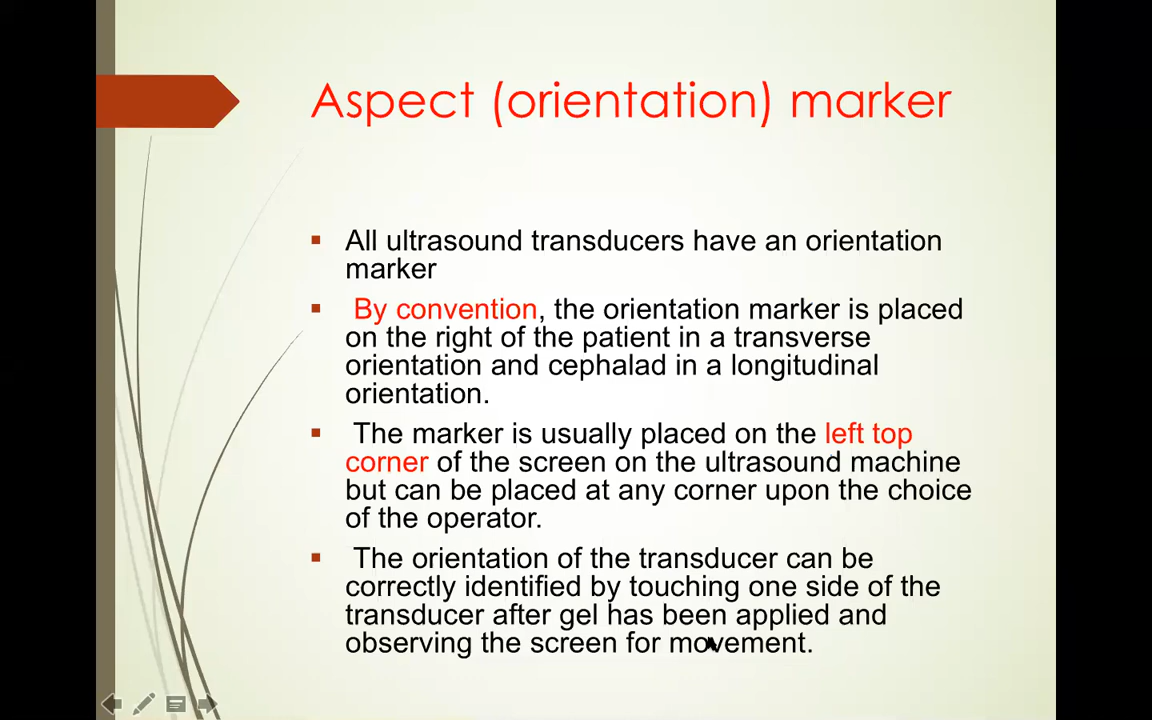 Aspect (orientation) marker
All ultrasound transducers have an orientation
marker
By convention, the orientation marker is placed
on the right of the patient in a transverse
orientation and cephalad in a longitudinal
orientation.
The marker is usually placed on the left top
corner of the screen on the ultrasound machine
but can be placed at any corner upon the choice
of the operator.
The orientation of the transducer can be
correctly identified by touching one side of the
transducer after gel has been applied and
observing the screen for movement.